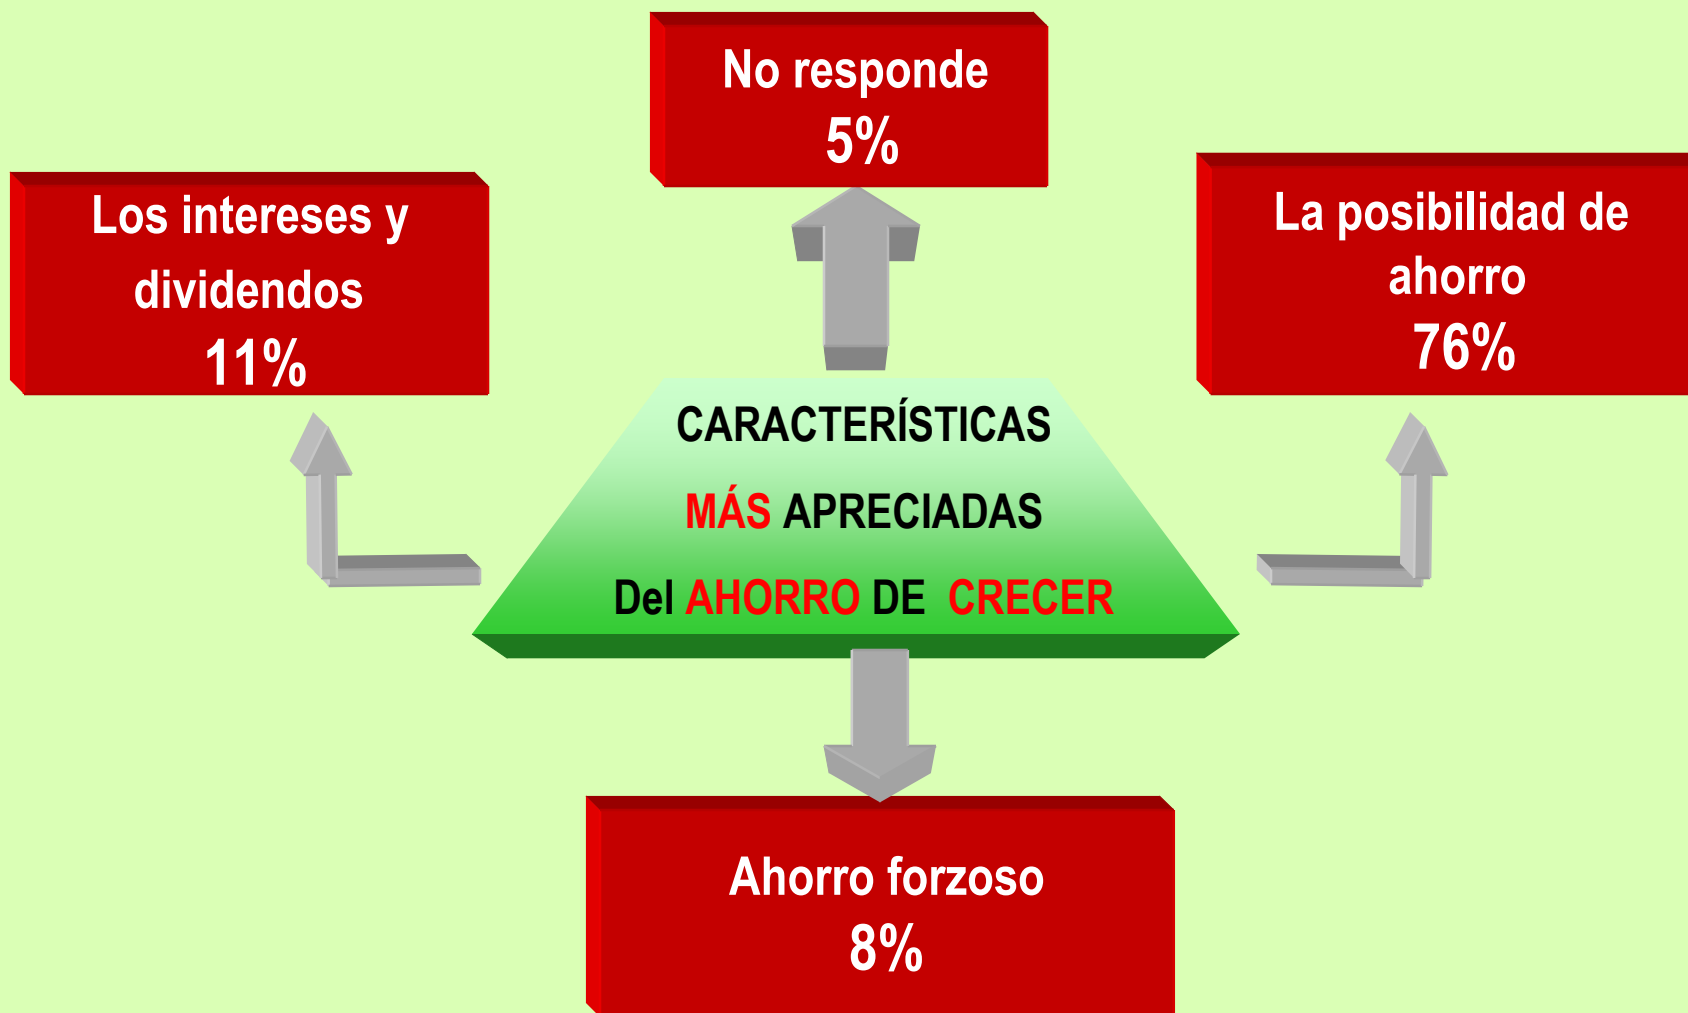 No responde
5%
Los intereses y
dividendos
11%
La posibilidad de
ahorro
76%
CARACTERÍSTICAS
MÁS APRECIADAS
Del AHORRO DE CRECER
Ahorro forzoso
8%